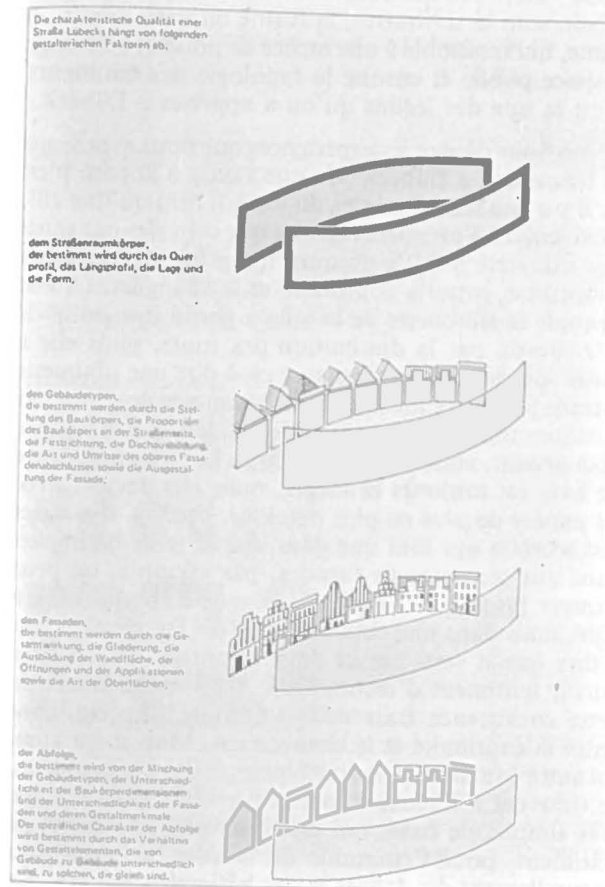 Die charakteristische Qualität einer
Straße Lübecks hängt von folgenden
gestalterischen Faktoren ab.
dem Straßenraumkörper,
der bestimmt wird durch das Quer
profil, das Längsprofil, die Lage und
die Form,
den Gebäudetypen,
die bestimmt werden durch die Stel-
lung des Baukörpers, die Proportion
des Baukörpers an der Straßenseite,
die Firstrichtung, die Dachausbildung,
die Art und Umrisse des oberen Fassa-
denabschlusses sowie die Ausgestal-
tung der Fassade,
den Fassaden,
die bestimmt werden durch die Ge-
samtwirkung, die Gliederung, die
Ausbildung der Wandfläche, der
Öffnungen und der Applikationen
sowie die Art der Oberflächen,
der Abfolge,
die bestimmt wird von der Mischung
der Gebäudetypen, der Unterschied-
lichkeit der Baukörperdimensionen
und der Unterschiedlichkeit der Fassa-
den und deren Gestaltmerkmale
Der spezifische Charakter der Abfolge
wird bestimmt durch das Verhältnis
von Gestaltelementen, die von
Gebäude zu Gebäude unterschiedlich
sind, zu solchen, die gleich sind.